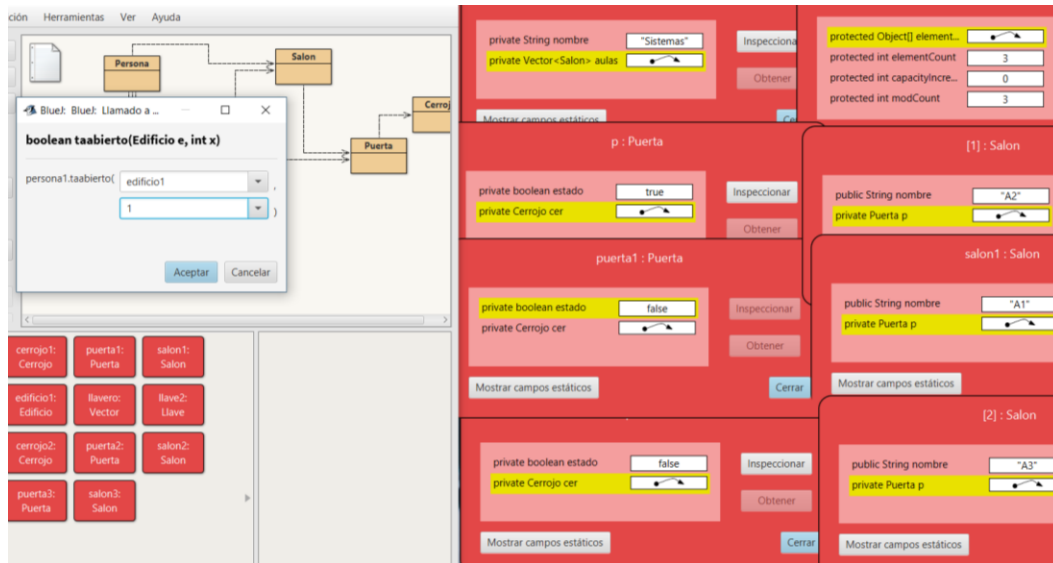 ción Herramientas Ver Ayuda
Persona
Salon
Cerroj
Puerta
BlueJ: BlueJ: Llamado a ...
boolean taabierto(Edificio e, int x)
persona1.taabierto( edificio1 ,
1 )
Aceptar Cancelar
cerrojo1:
Cerrojo
puerta1:
Puerta
salon1:
Salon
edificio1:
Edificio
llavero:
Vector
llave2:
Llave
cerrojo2:
Cerrojo
puerta2:
Puerta
salon2:
Salon
puerta3:
Puerta
salon3:
Salon
private String nombre "Sistemas" Inspecciona
private Vector<Salon> aulas
Obtener
Mostrar campos estáticos Ce
protected Object[] element...
protected int elementCount 3
protected int capacityIncre... 0
protected int modCount 3
p : Puerta
private boolean estado true Inspeccionar
private Cerrojo cer
Obtener
[1] : Salon
public String nombre "A2"
private Puerta p
puerta1 : Puerta
private boolean estado false Inspeccionar
private Cerrojo cer
Obtener
Mostrar campos estáticos Cerrar
salon1 : Salon
public String nombre "A1"
private Puerta p
Mostrar campos estáticos
private boolean estado false Inspeccionar
private Cerrojo cer
Obtener
Mostrar campos estáticos Cerrar
[2] : Salon
public String nombre "A3"
private Puerta p
Mostrar campos estáticos